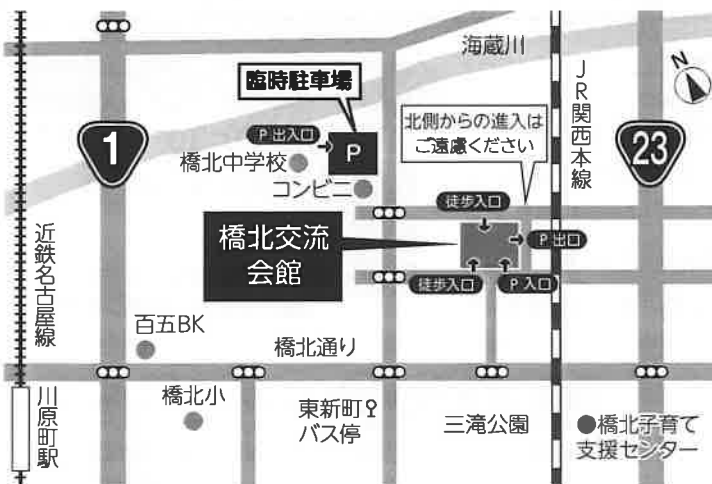 海蔵川
N
臨時駐車場
JR関西本線
1
P出入口
P
北側からの進入は
ご遠慮ください
23
橋北中学校
コンビニ
徒歩入口
橋北交流
会館
P出口
徒歩入口
P入口
近鉄名古屋線
百五BK
橋北通り
川原町駅
橋北小
東新町
バス停
三滝公園
橋北子育て
支援センター